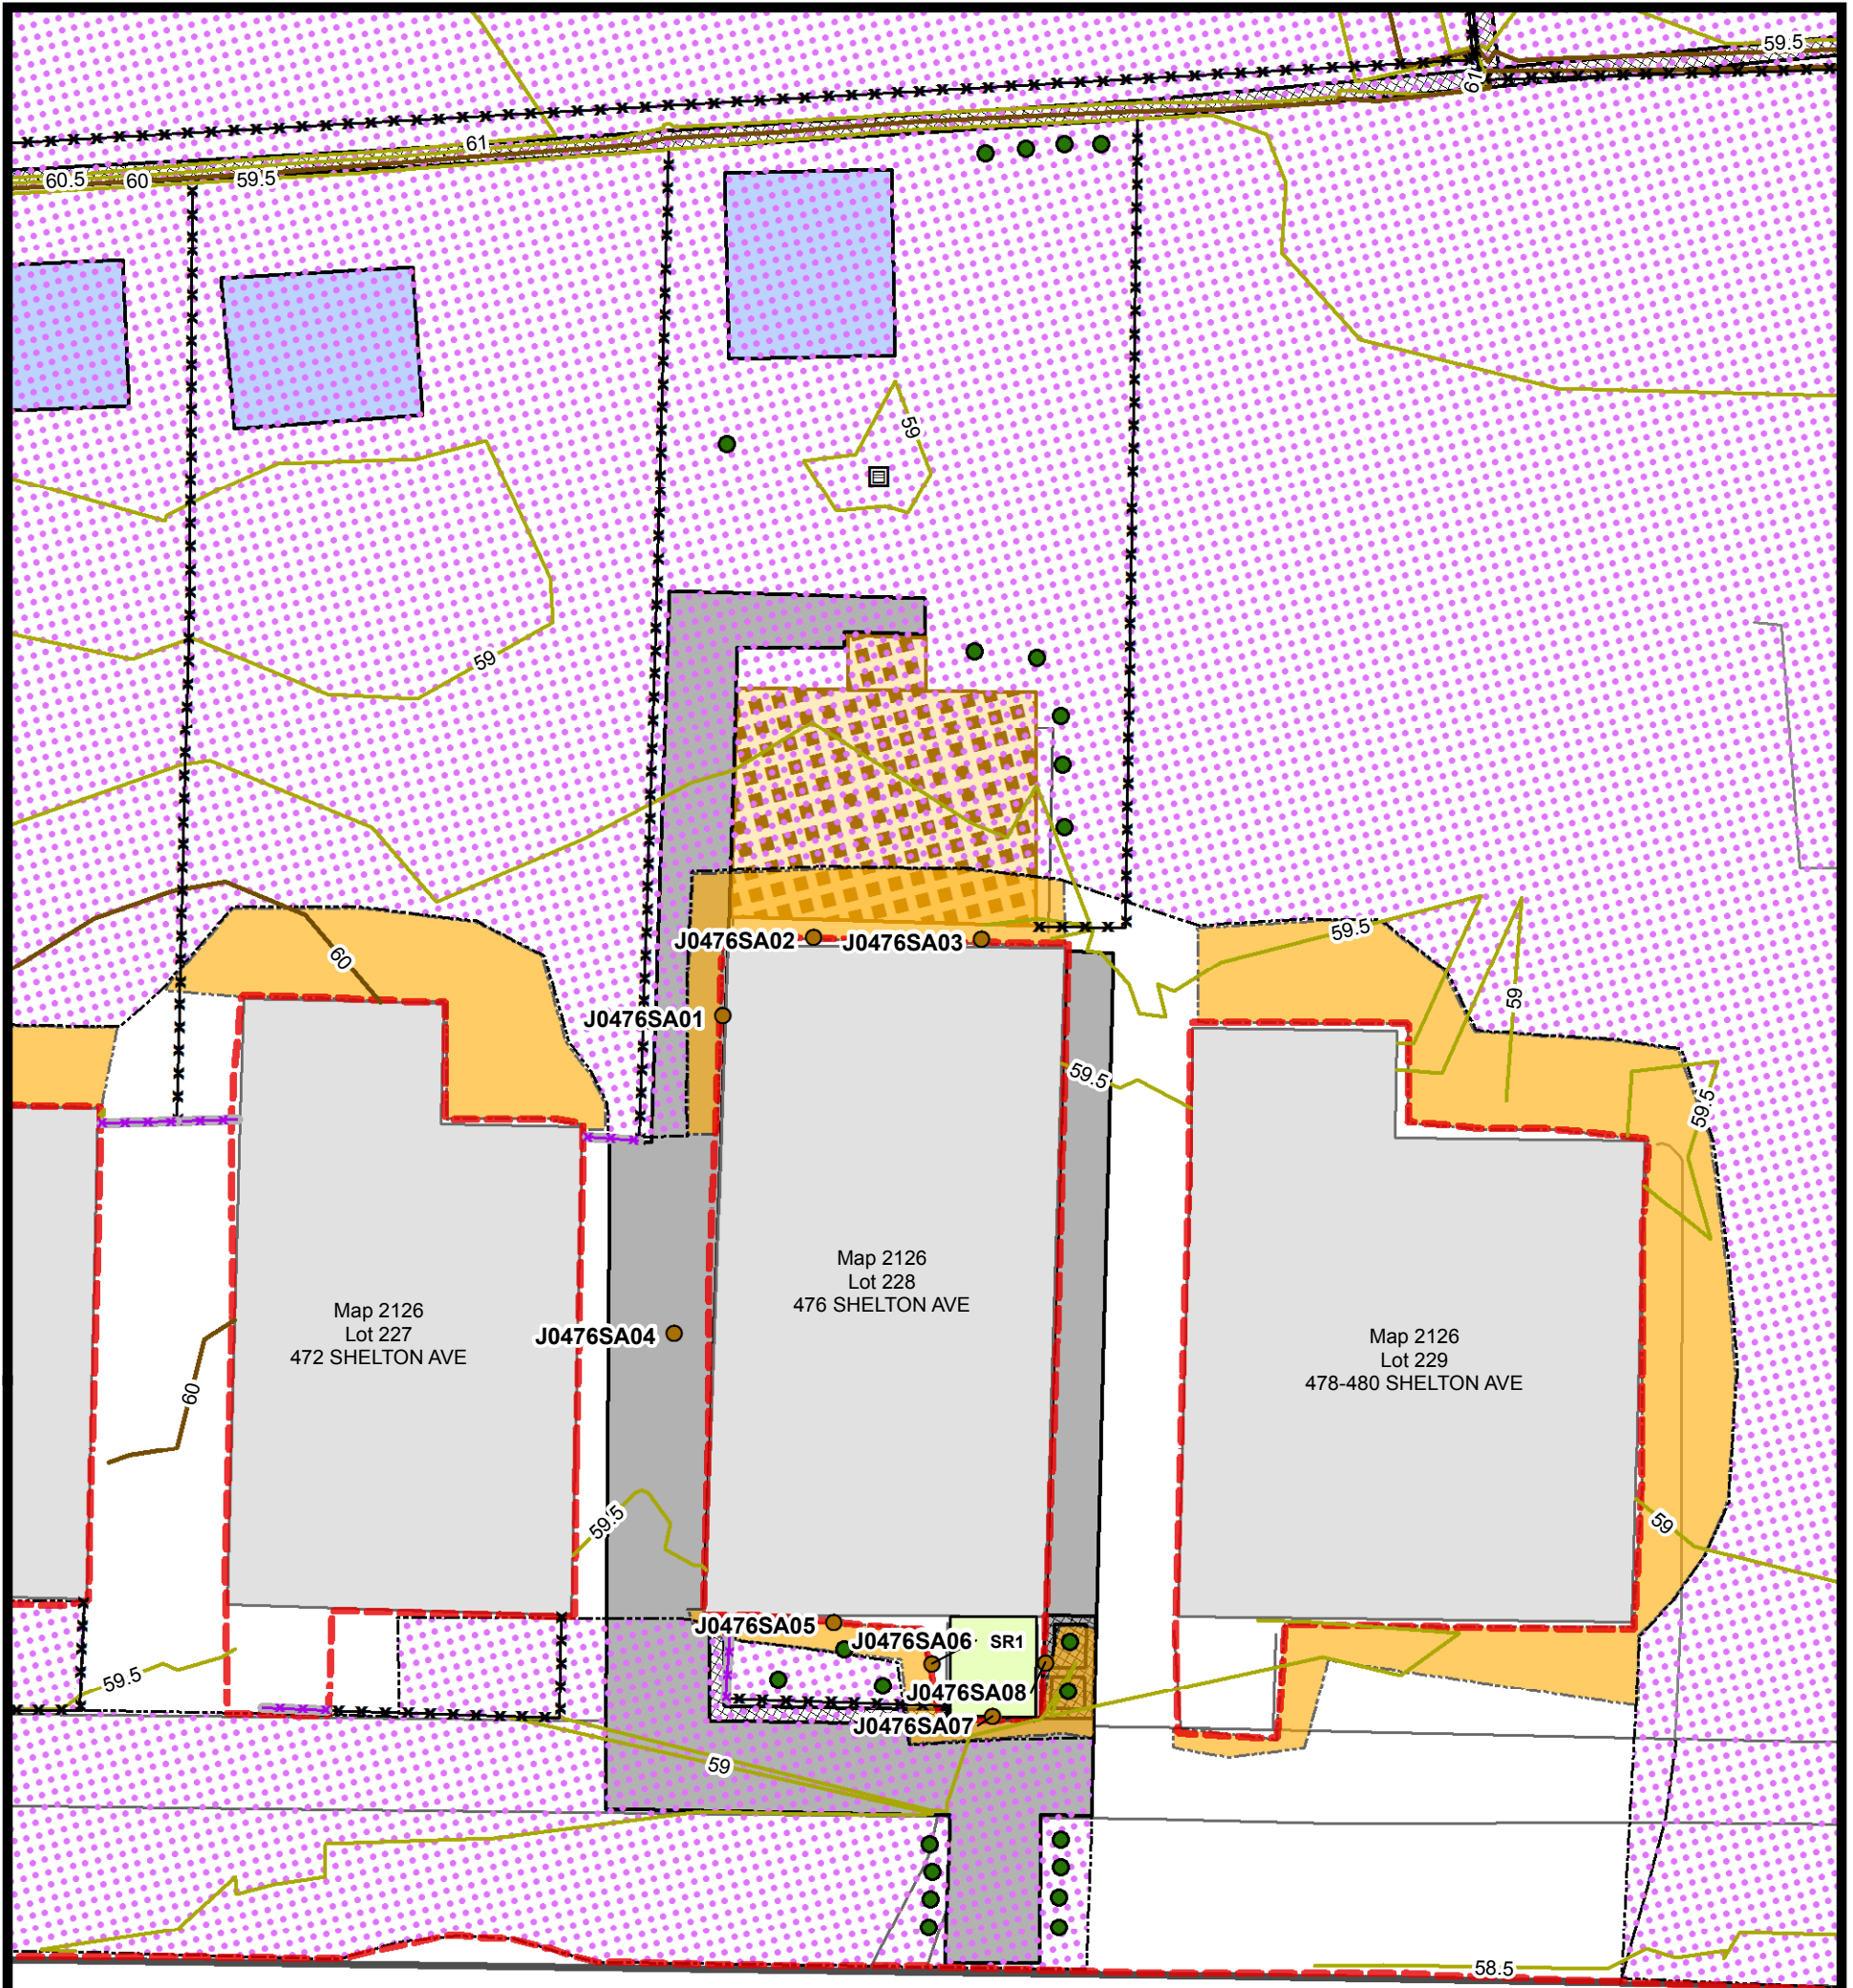 59.5
61
61
60.5
60
59.5
59
59
59.5
J0476SA02
J0476SA03
60
59
J0476SA01
59.5
59.5
Map 2126
Lot 228
476 SHELTON AVE
Map 2126
Lot 227
472 SHELTON AVE
J0476SA04
Map 2126
Lot 229
478-480 SHELTON AVE
60
59.5
59
J0476SA05
J0476SA06
SR1
59.5
J0476SA08
J0476SA07
59
58.5